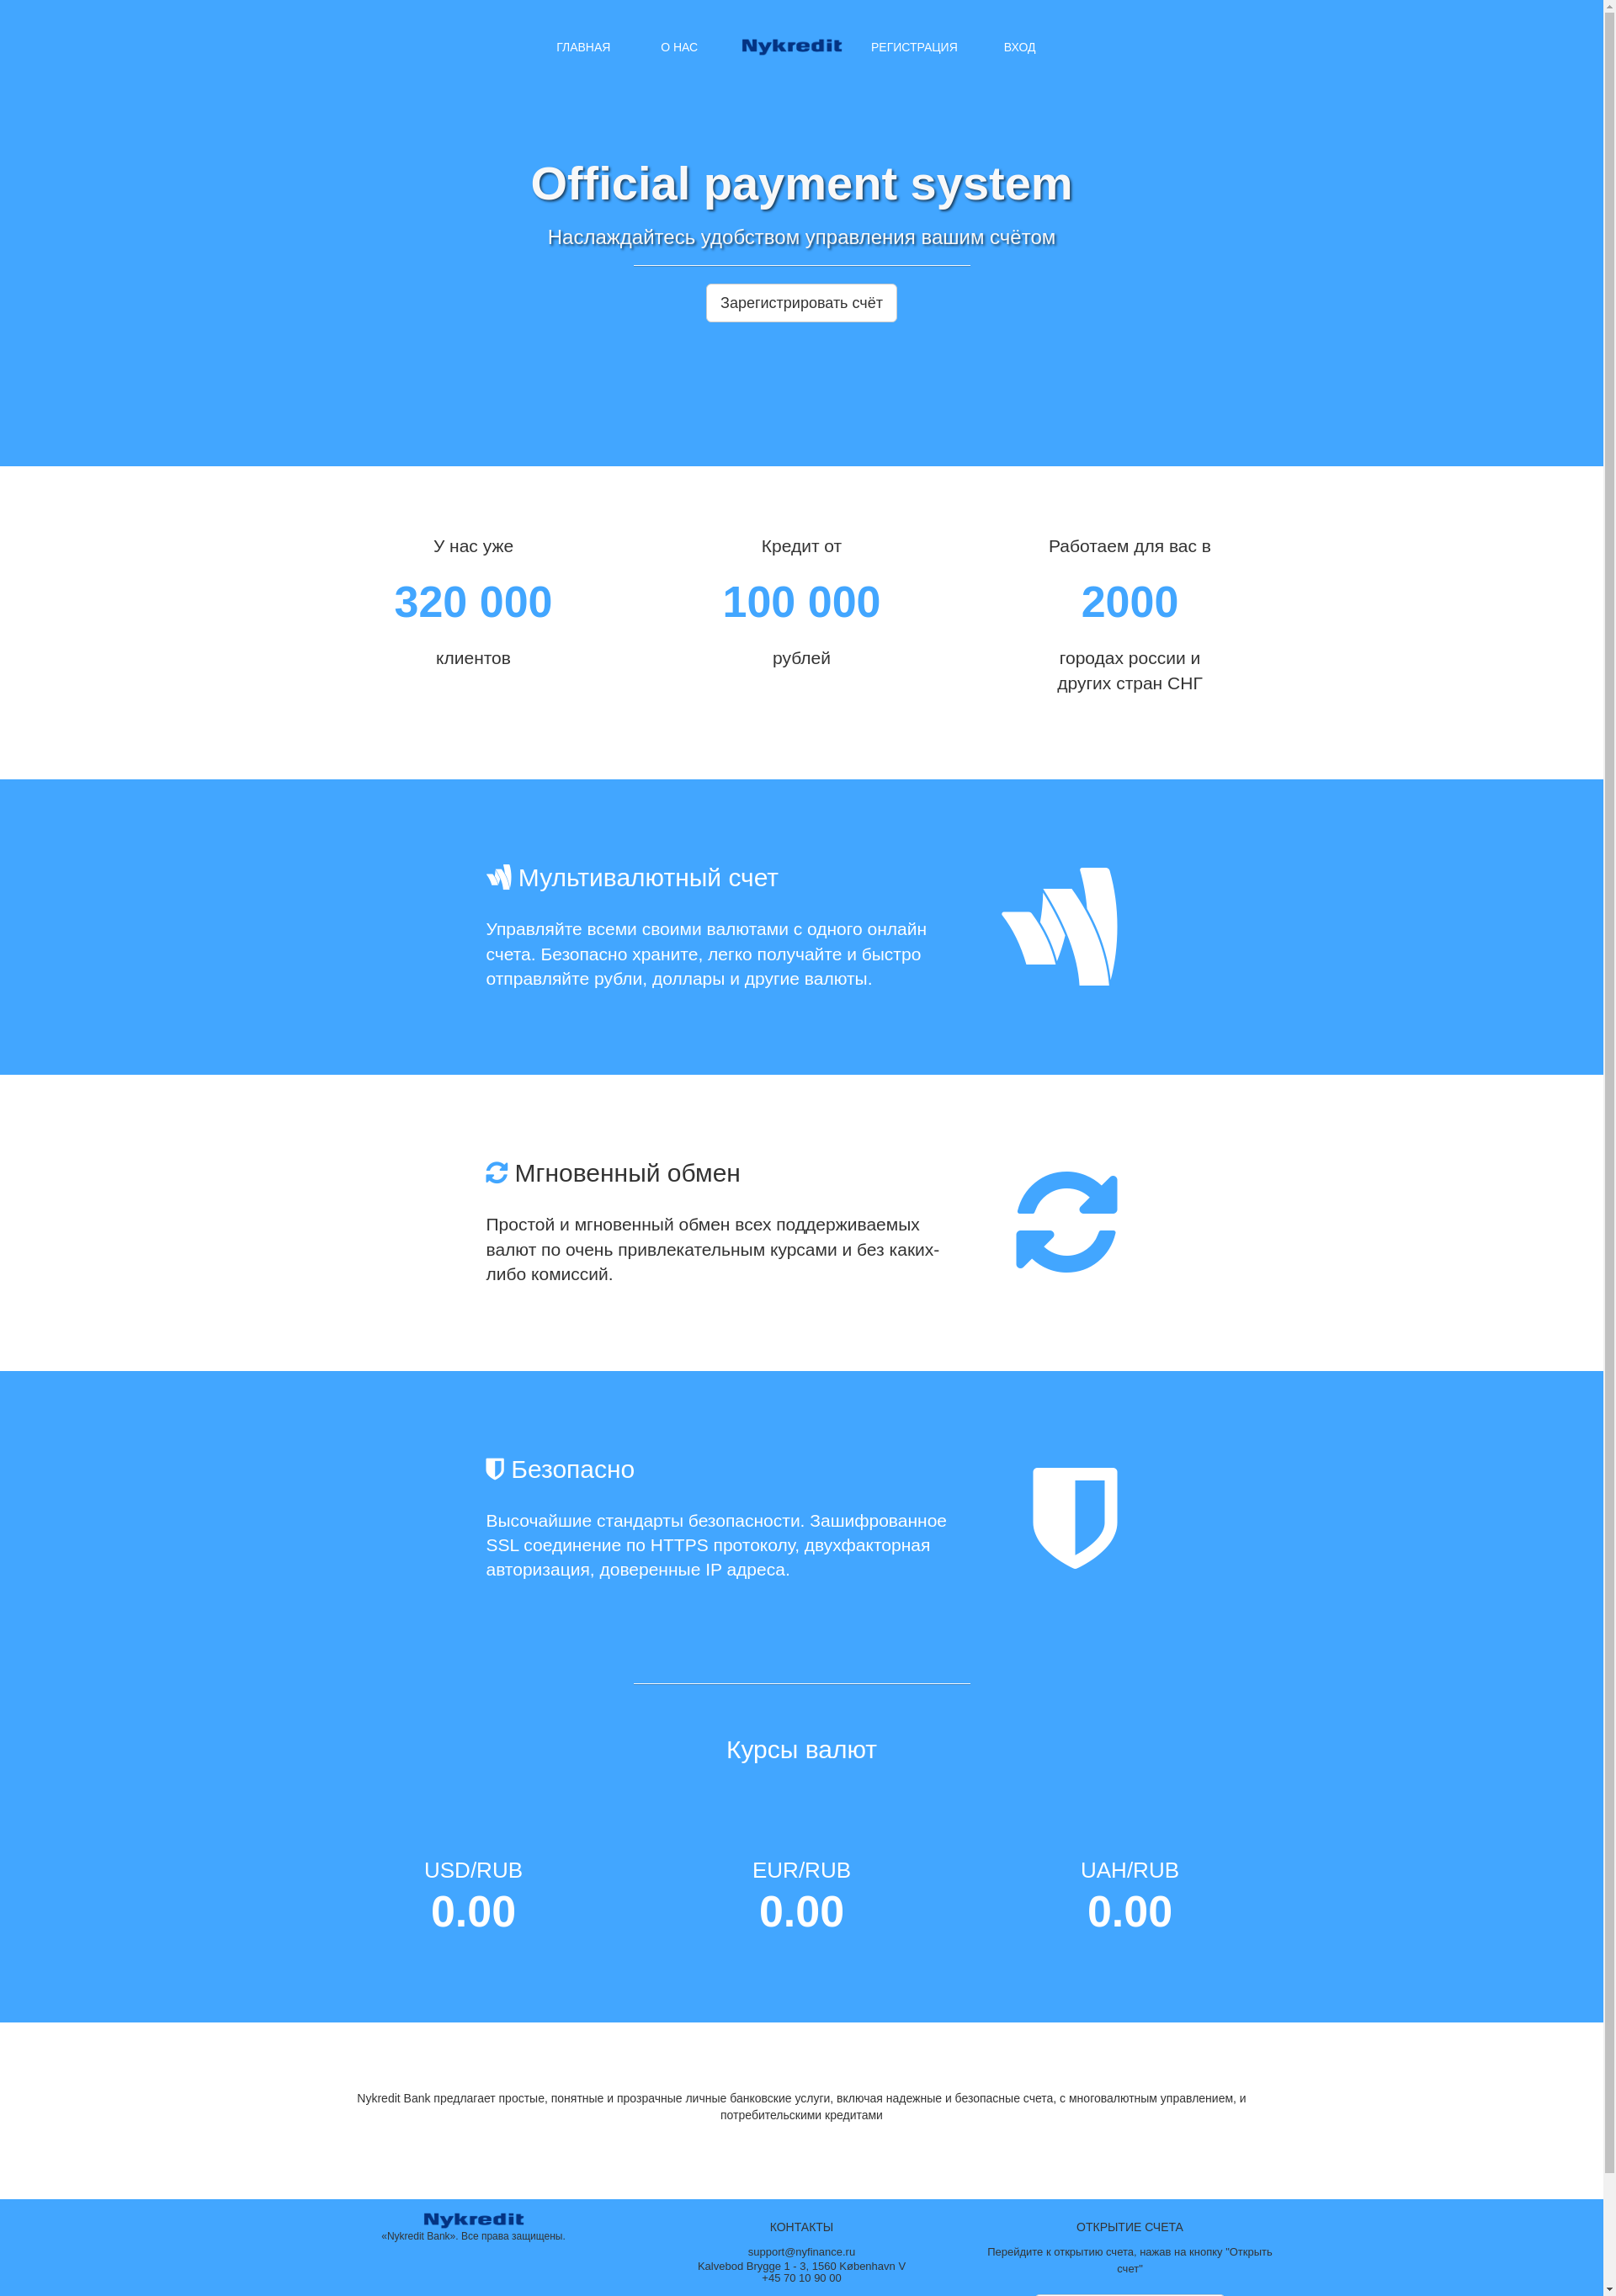 ГЛАВНАЯ
О НАС
Nykredit
РЕГИСТРАЦИЯ
ВХОД
Official payment system
Наслаждайтесь удобством управления вашим счётом
Зарегистрировать счёт
У нас уже
320 000
клиентов
Кредит от
100 000
рублей
Работаем для вас в
2000
городах россии и
других стран СНГ
Мультивалютный счет
Управляйте всеми своими валютами с одного онлайн
счета. Безопасно храните, легко получайте и быстро
отправляйте рубли, доллары и другие валюты.
Мгновенный обмен
Простой и мгновенный обмен всех поддерживаемых
валют по очень привлекательным курсами и без каких-
либо комиссий.
Безопасно
Высочайшие стандарты безопасности. Зашифрованное
SSL соединение по HTTPS протоколу, двухфакторная
авторизация, доверенные IP адреса.
Курсы валют
USD/RUB
0.00
EUR/RUB
0.00
UAH/RUB
0.00
Nykredit Bank предлагает простые, понятные и прозрачные личные банковские услуги, включая надежные и безопасные счета, с многовалютным управлением, и
потребительскими кредитами
Nykredit
«Nykredit Bank». Все права защищены.
КОНТАКТЫ
support@nyfinance.ru
Kalvebod Brygge 1 - 3, 1560 København V
+45 70 10 90 00
ОТКРЫТИЕ СЧЕТА
Перейдите к открытию счета, нажав на кнопку "Открыть
счет"